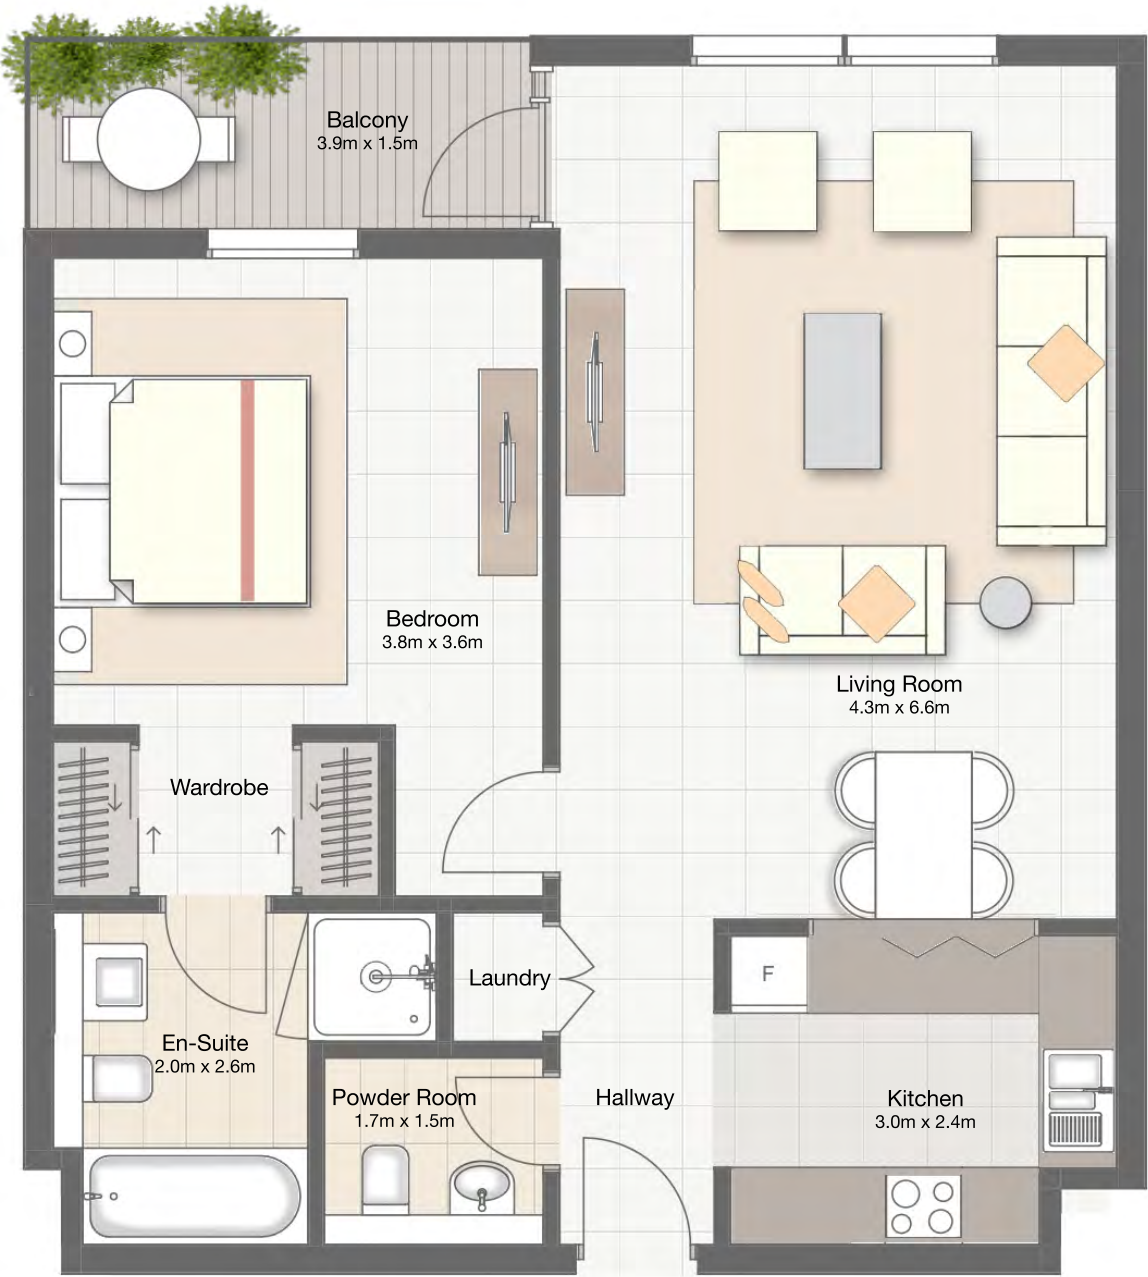 Balcony
3.9m x 1.5m
Bedroom
3.8m x 3.6m
Living Room
4.3m x 6.6m
Wardrobe
Laundry
F
En-Suite
2.0m x 2.6m
Powder Room
1.7m x 1.5m
Hallway
Kitchen
3.0m x 2.4m